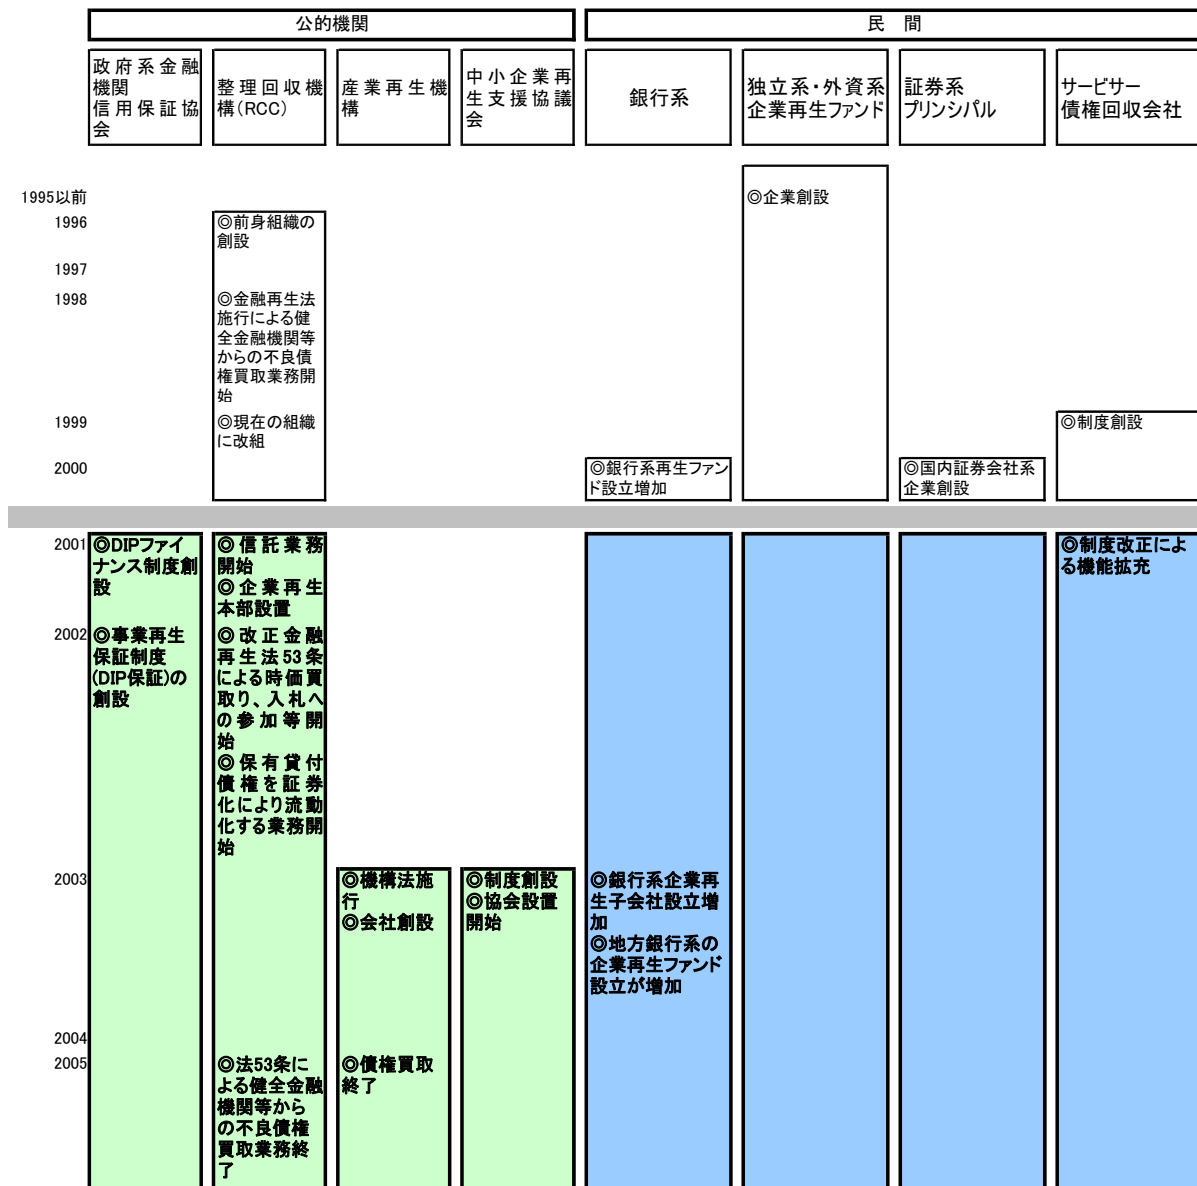 公的機関
民　間
政府系金融
機関
信用保証協
会
整理回収機
構（RCC）
産業再生機
構
中小企業再
生支援協議
会
銀行系
独立系・外資系
企業再生ファンド
証券系
プリンシパル
サービサー
債権回収会社
1995以前
◎企業創設
1996
◎前身組織の
創設
1997
1998
◎金融再生法
施行による健
全金融機関等
からの不良債
権買取業務開
始
1999
◎現在の組織
に改組
◎制度創設
2000
◎銀行系再生ファン
ド設立増加
◎国内証券会社系
企業創設
2001
◎DIPファイ
ナンス制度創
設
◎信託業務
開始
◎企業再生
本部設置
◎制度改正によ
る機能拡充
2002
◎事業再生
保証制度
(DIP保証)の
創設
◎改正金融
再生法53条
による時価買
取り、入札へ
の参加等開
始
◎保有貸付
債権を証券
化により流動
化する業務開
始
2003
◎機構法施
行
◎会社創設
◎制度創設
◎協会設置
開始
◎銀行系企業再
生子会社設立増
加
◎地方銀行系の
企業再生ファンド
設立が増加
2004
2005
◎法53条に
よる健全金融
機関等から
の不良債権
買取業務終
了
◎債権買取
終了